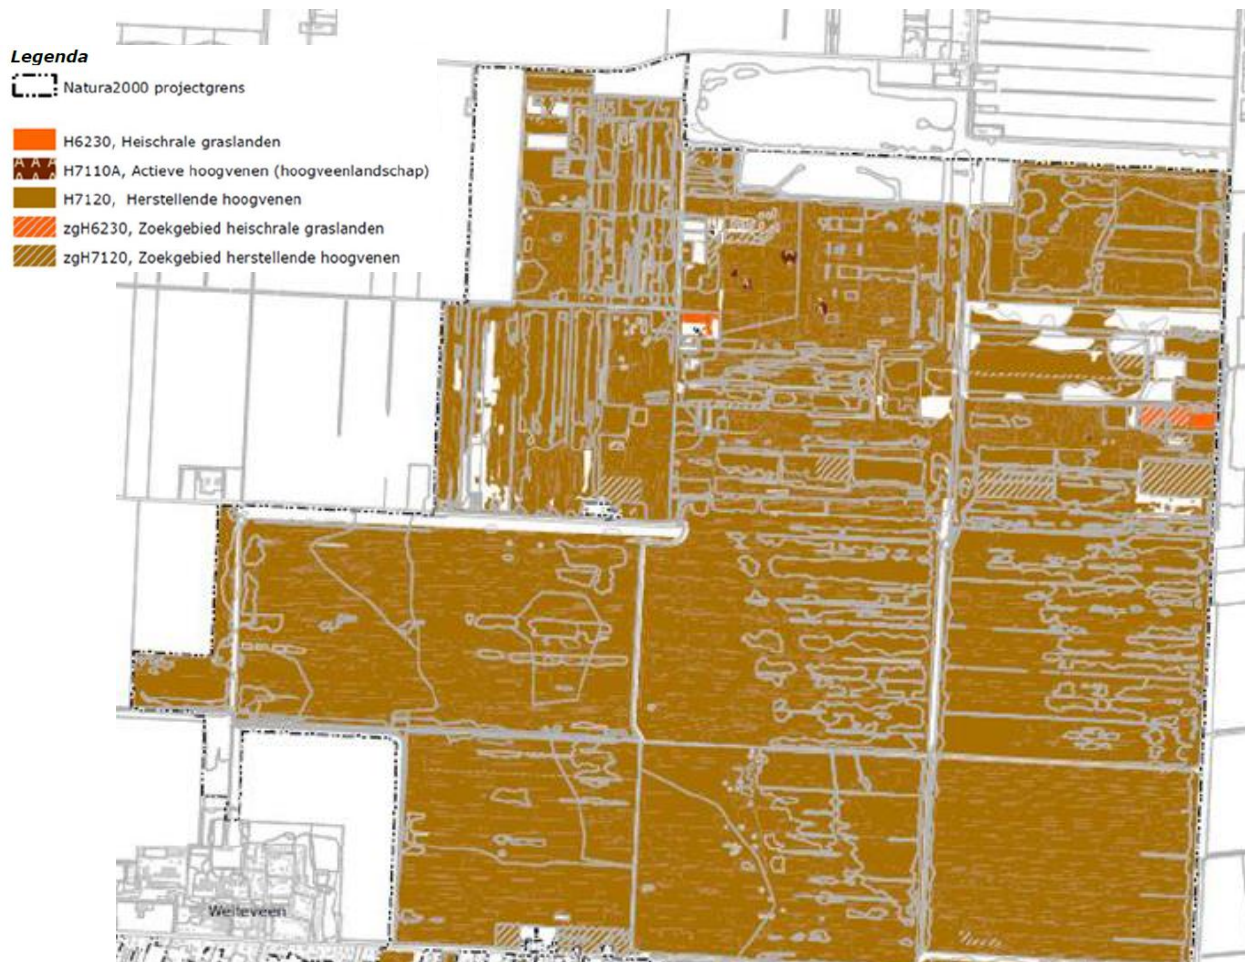 Legenda
Natura2000 projectgrens
H6230, Heischrale graslanden
H7110A, Actieve hoogvenen (hoogveenlandschap)
H7120, Herstellende hoogvenen
zgH6230, Zoekgebied heischrale graslanden
zgH7120, Zoekgebied herstellende hoogvenen
Weiteveen